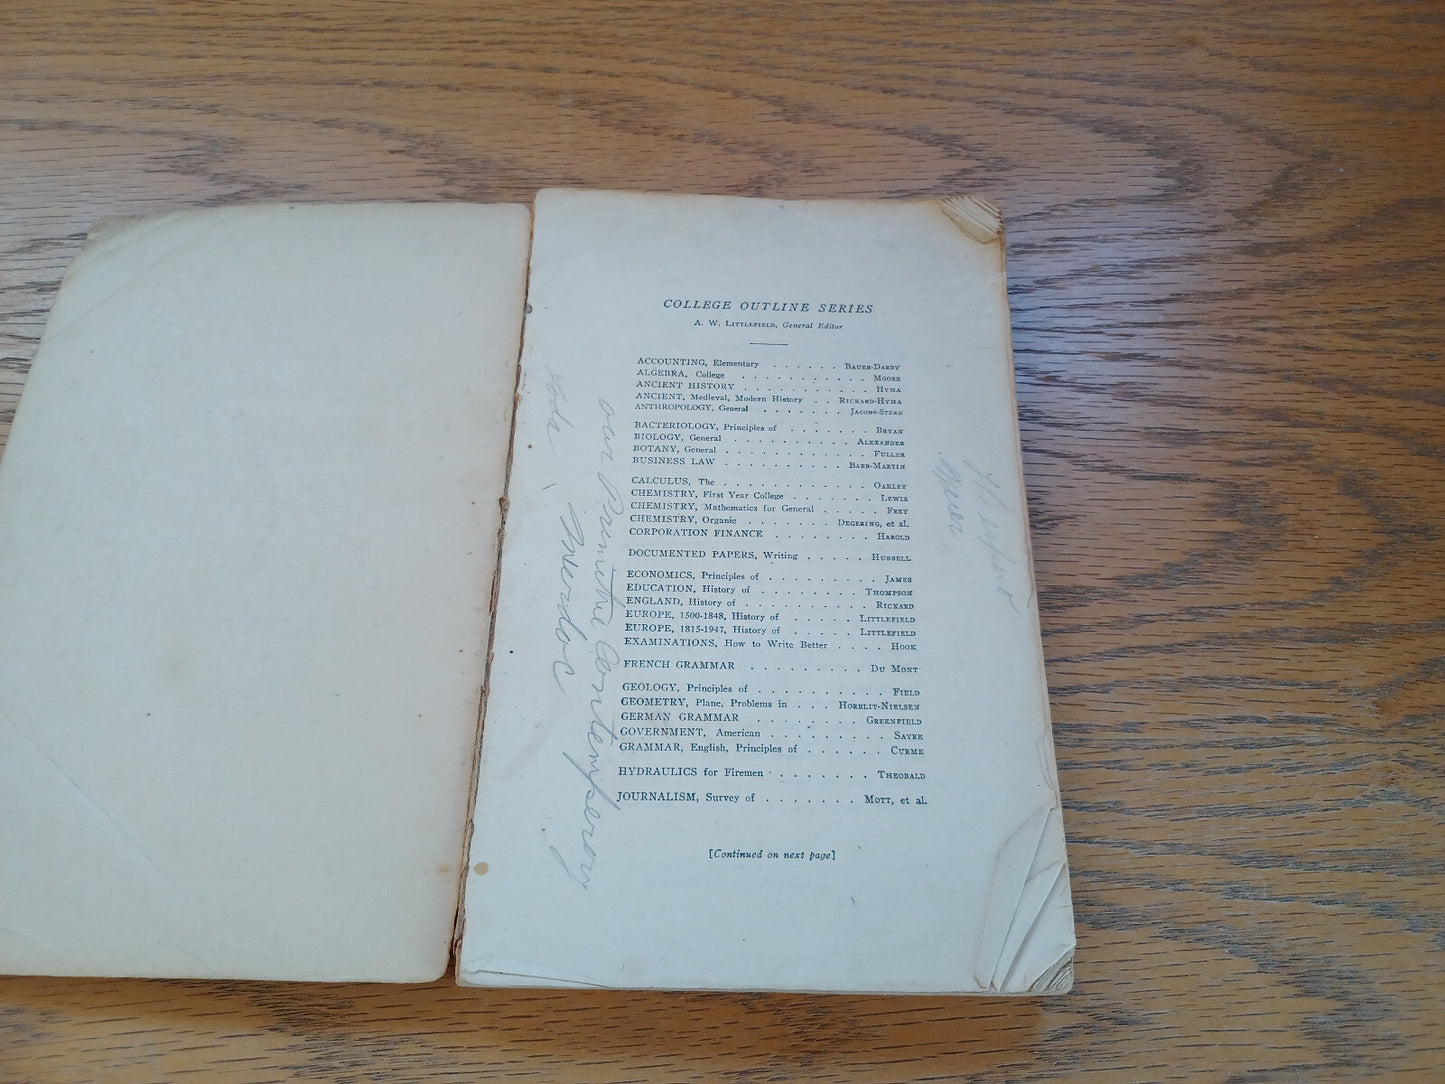 COLLEGE OUTLINE SERIES
A. W. LITTLEFIELD, General Editor
ACCOUNTING, Elementary . . . . . . BAUER-DARBY
ALGEBRA, College . . . . . . . . . . . MOORE
ANCIENT HISTORY . . . . . . . . . . . HYMA
ANCIENT, Medieval, Modern History . . RICKARD-HYMA
ANTHROPOLOGY, General . . . . . . . JACOBS-STERN
BACTERIOLOGY, Principles of . . . . . . . BRYAN
BIOLOGY, General . . . . . . . . . . ALEXANDER
BOTANY, General . . . . . . . . . . . . FULLER
BUSINESS LAW . . . . . . . . . . BABB-MARTIN
CALCULUS, The . . . . . . . . . . . . OAKLEY
CHEMISTRY, First Year College . . . . . . . LEWIS
CHEMISTRY, Mathematics for General . . . . . FREY
CHEMISTRY, Organic . . . . . . . DEGERING, et al.
CORPORATION FINANCE . . . . . . . . HAROLD
DOCUMENTED PAPERS, Writing . . . . . HUBBELL
ECONOMICS, Principles of . . . . . . . . . JAMES
EDUCATION, History of . . . . . . . . THOMPSON
ENGLAND, History of . . . . . . . . . . RICKARD
EUROPE, 1500-1848, History of . . . . . . LITTLEFIELD
EUROPE, 1815-1947, History of . . . . . LITTLEFIELD
EXAMINATIONS, How to Write Better . . . . HOOK
FRENCH GRAMMAR . . . . . . . . . DU MONT
GEOLOGY, Principles of . . . . . . . . . . FIELD
GEOMETRY, Plane, Problems in . . . HORBLIT-NIELSEN
GERMAN GRAMMAR . . . . . . . GREENFIELD
GOVERNMENT, American . . . . . . . . . SAYRE
GRAMMAR, English, Principles of . . . . . . CURME
HYDRAULICS for Firemen . . . . . . . THEOBALD
JOURNALISM, Survey of . . . . . . . MOTT, et al.
[Continued on next page]
our Primitive Contemperary
Muerdoc